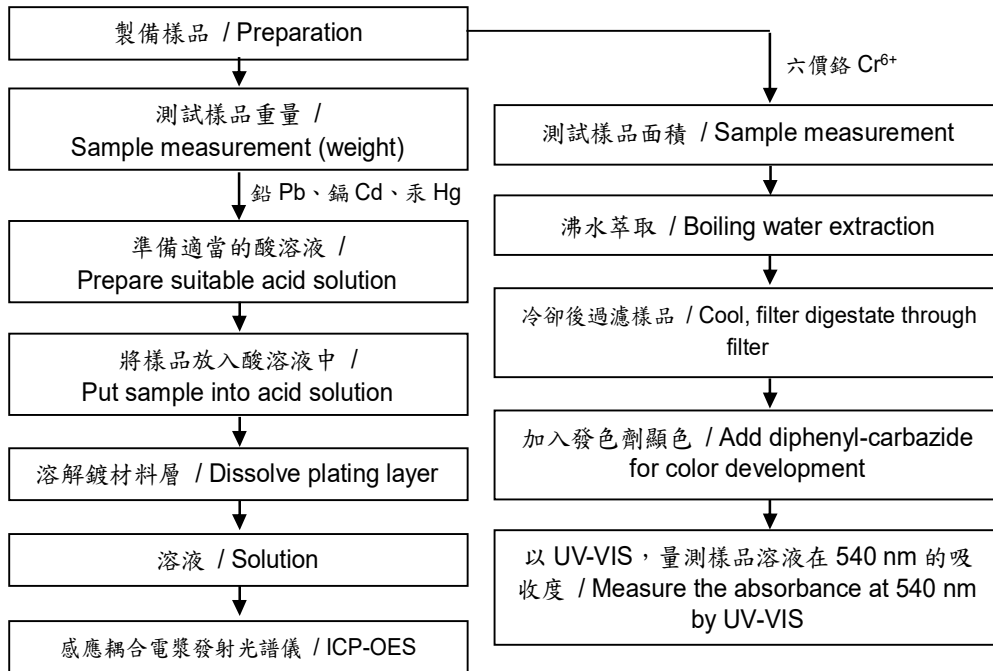 製備樣品 / Preparation
測試樣品重量 /
Sample measurement (weight)
鉛 Pb、鎘 Cd、汞 Hg
準備適當的酸溶液 /
Prepare suitable acid solution
將樣品放入酸溶液中 /
Put sample into acid solution
溶解鍍材料層 / Dissolve plating layer
溶液 / Solution
感應耦合電漿發射光譜儀 / ICP-OES
六價鉻 Cr⁶⁺
測試樣品面積 / Sample measurement
沸水萃取 / Boiling water extraction
冷卻後過濾樣品 / Cool, filter digestate through
filter
加入發色劑顯色 / Add diphenyl-carbazide
for color development
以 UV-VIS，量測樣品溶液在 540 nm 的吸
收度 / Measure the absorbance at 540 nm
by UV-VIS